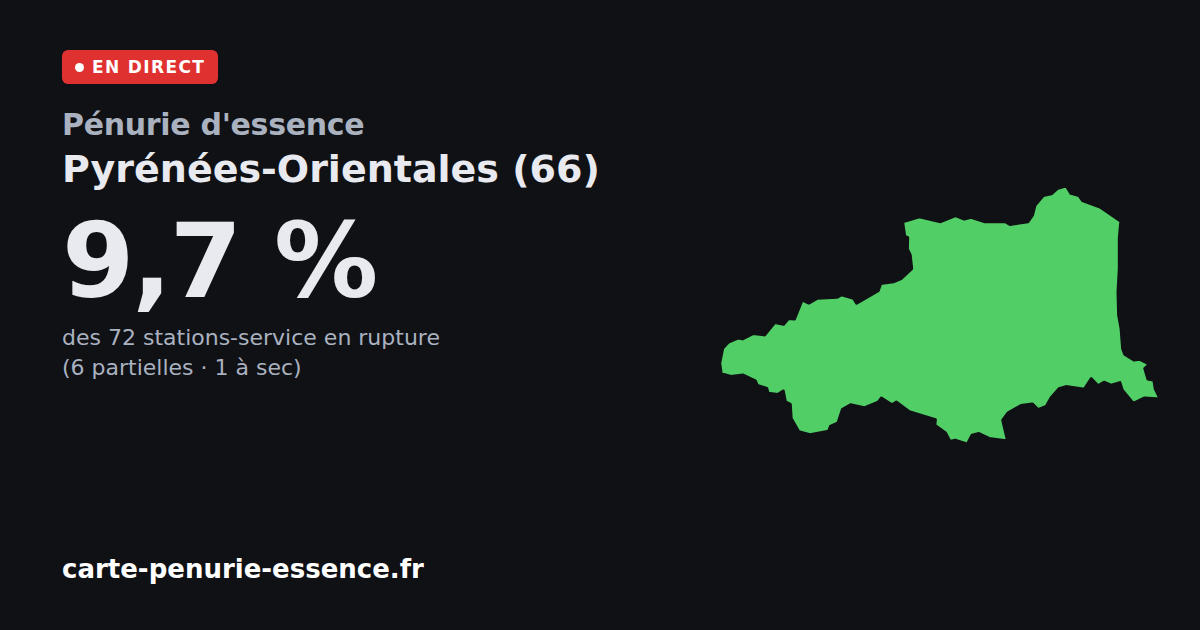 EN DIRECT
Pénurie d'essence
Pyrénées-Orientales (66)
9,7 %
des 72 stations-service en rupture
(6 partielles · 1 à sec)
carte-penurie-essence.fr